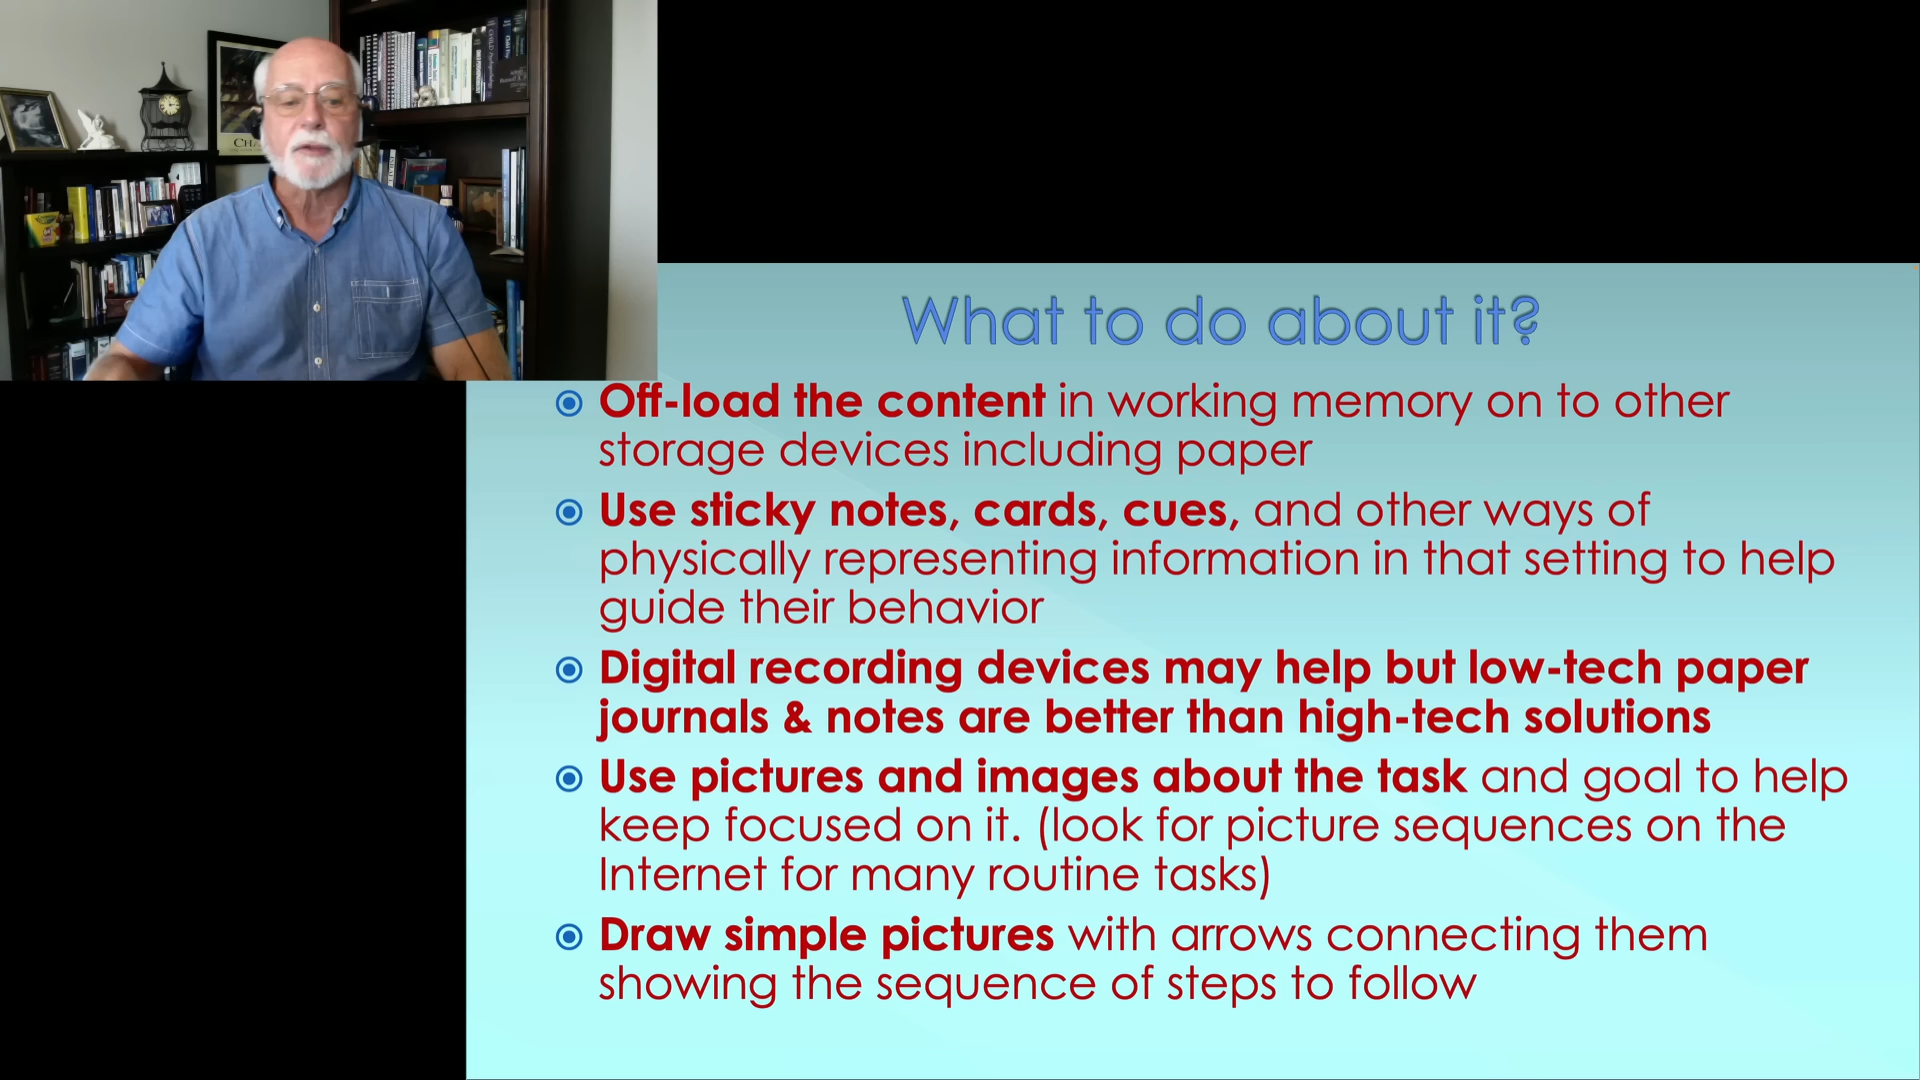 What to do about it?
Off-load the content in working memory on to other
storage devices including paper
Use sticky notes, cards, cues, and other ways of
physically representing information in that setting to help
guide their behavior
Digital recording devices may help but low-tech paper
journals & notes are better than high-tech solutions
Use pictures and images about the task and goal to help
keep focused on it. (look for picture sequences on the
Internet for many routine tasks)
Draw simple pictures with arrows connecting them
showing the sequence of steps to follow